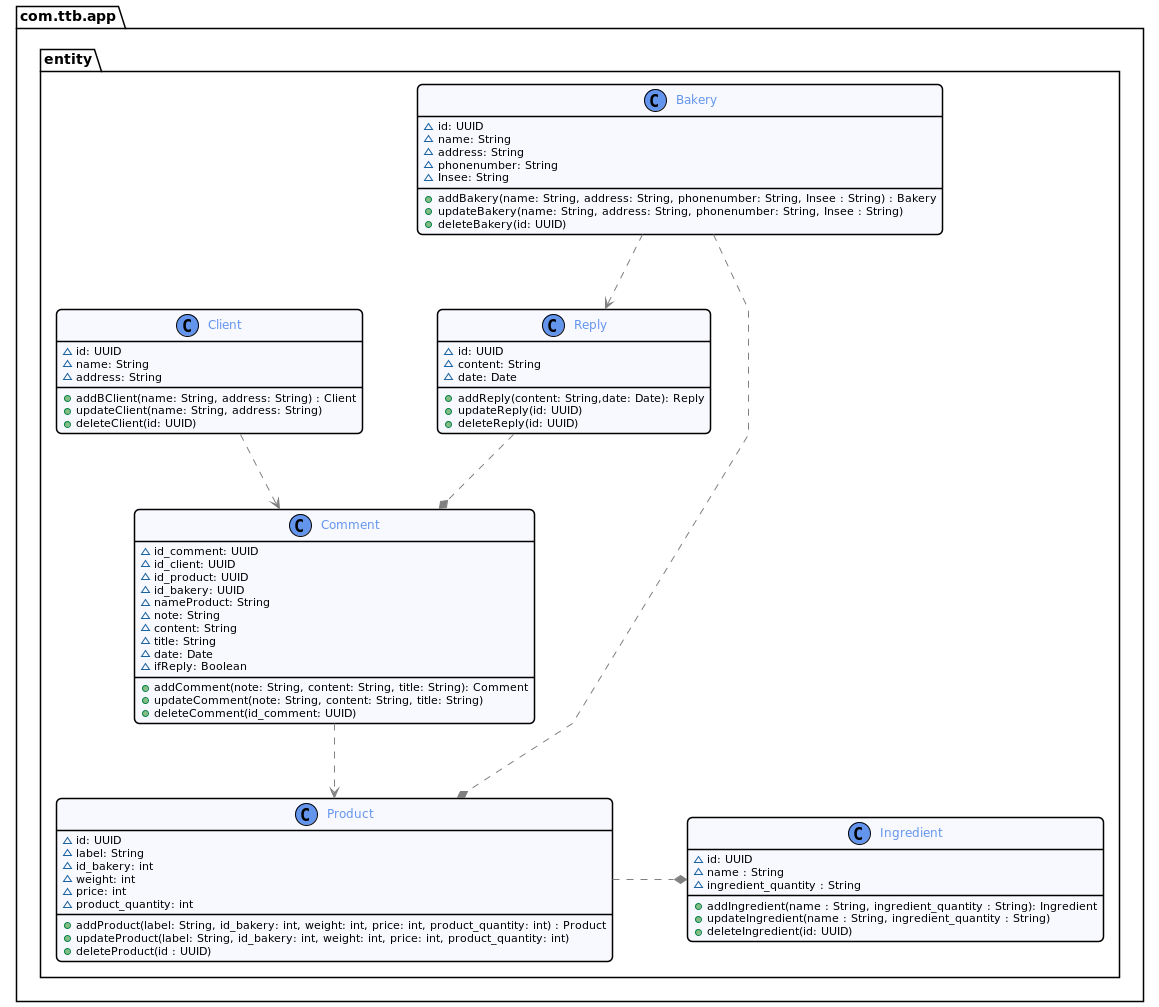 com.ttb.app
entity
C Bakery
id: UUID
name: String
address: String
phonenumber: String
Insee: String
addBakery(name: String, address: String, phonenumber: String, Insee : String) : Bakery
updateBakery(name: String, address: String, phonenumber: String, Insee : String)
deleteBakery(id: UUID)
C Client
id: UUID
name: String
address: String
addBClient(name: String, address: String) : Client
updateClient(name: String, address: String)
deleteClient(id: UUID)
C Reply
id: UUID
content: String
date: Date
addReply(content: String,date: Date): Reply
updateReply(id: UUID)
deleteReply(id: UUID)
C Comment
id_comment: UUID
id_client: UUID
id_product: UUID
id_bakery: UUID
nameProduct: String
note: String
content: String
title: String
date: Date
ifReply: Boolean
addComment(note: String, content: String, title: String): Comment
updateComment(note: String, content: String, title: String)
deleteComment(id_comment: UUID)
C Product
id: UUID
label: String
id_bakery: int
weight: int
price: int
product_quantity: int
addProduct(label: String, id_bakery: int, weight: int, price: int, product_quantity: int) : Product
updateProduct(label: String, id_bakery: int, weight: int, price: int, product_quantity: int)
deleteProduct(id : UUID)
C Ingredient
id: UUID
name : String
ingredient_quantity : String
addIngredient(name : String, ingredient_quantity : String): Ingredient
updateIngredient(name : String, ingredient_quantity : String)
deleteIngredient(id: UUID)